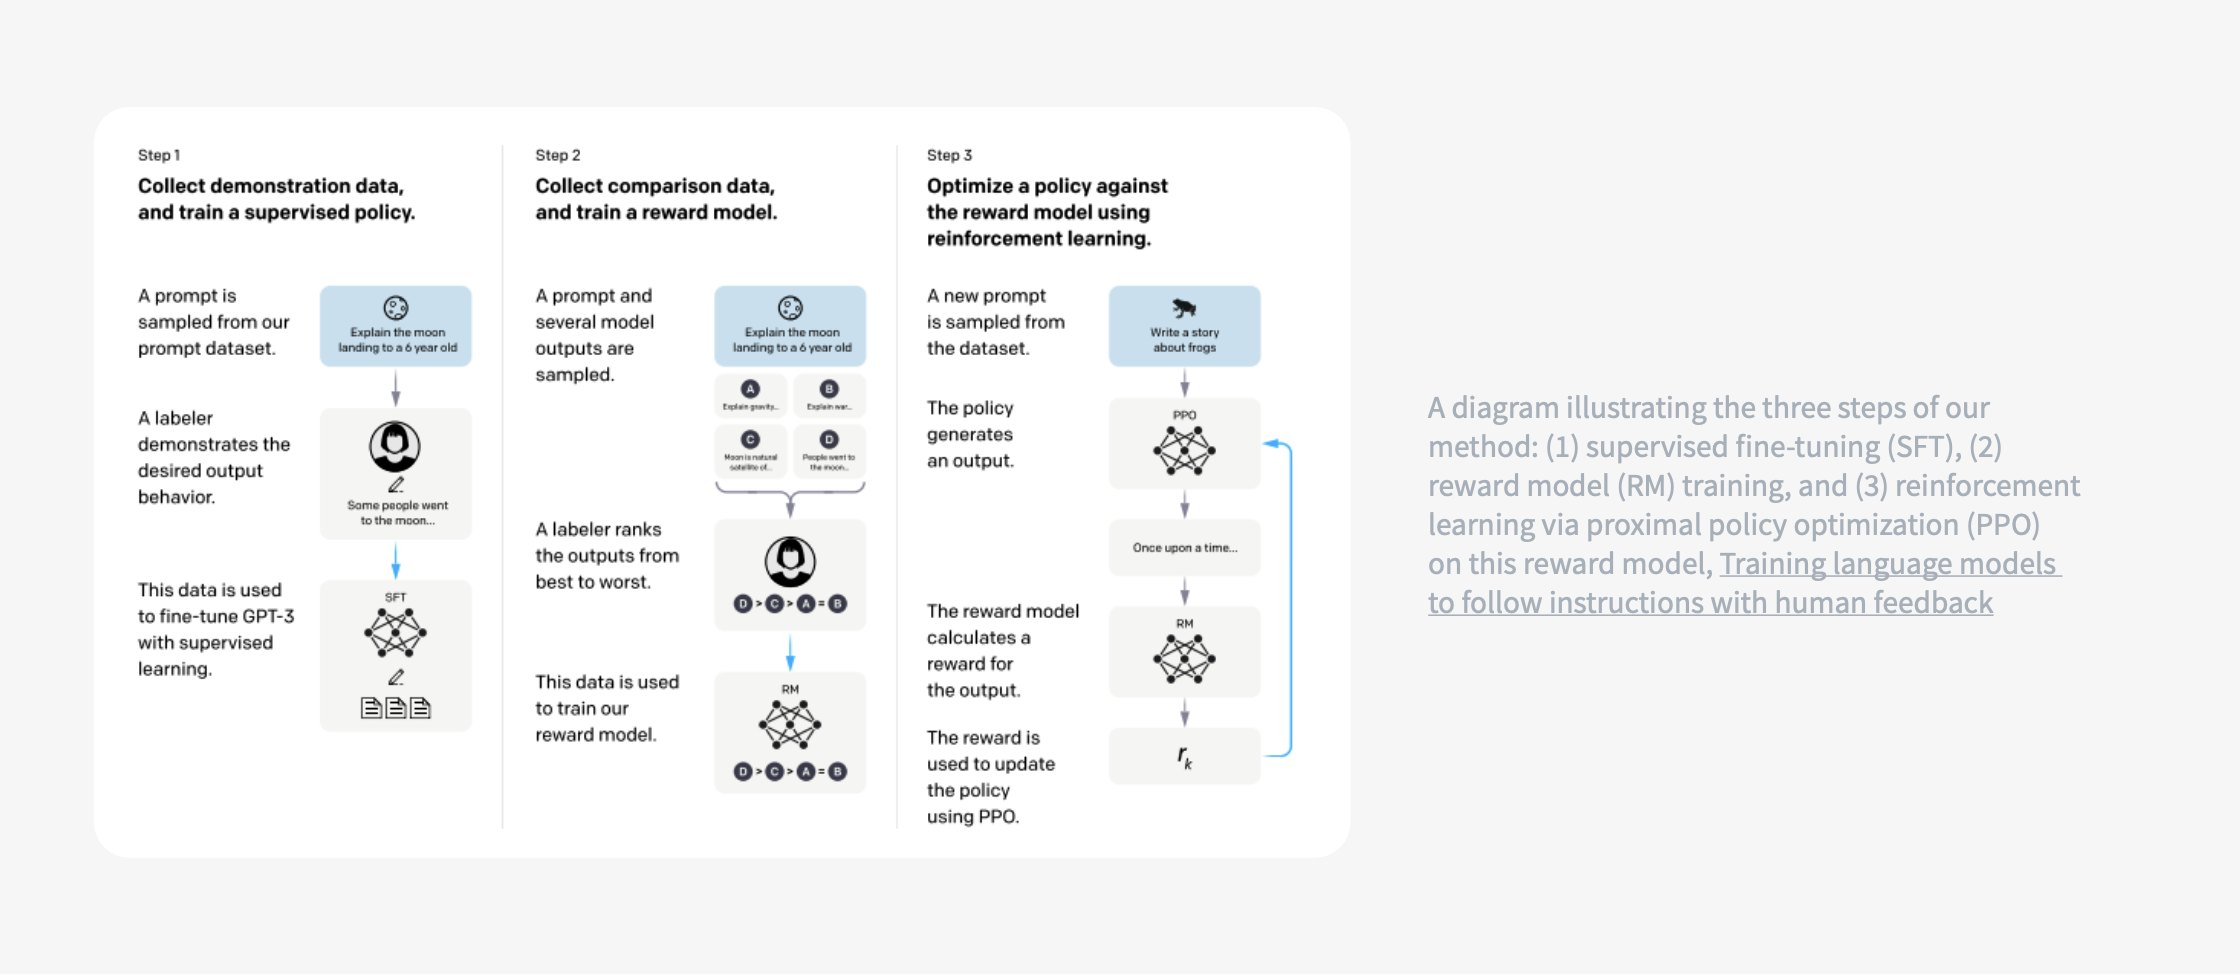 Step 1
Collect demonstration data,
and train a supervised policy.
A prompt is
sampled from our
prompt dataset.
Explain the moon
landing to a 6 year old
A labeler
demonstrates the
desired output
behavior.
Some people went
to the moon...
This data is used
to fine-tune GPT-3
with supervised
learning.
SFT
Step 2
Collect comparison data,
and train a reward model.
A prompt and
several model
outputs are
sampled.
Explain the moon
landing to a 6 year old
A
Explain gravity...
B
Explain war...
C
Moon is natural
satellite of...
D
People went to
the moon...
A labeler ranks
the outputs from
best to worst.
D > C > A = B
This data is used
to train our
reward model.
RM
D > C > A = B
Step 3
Optimize a policy against
the reward model using
reinforcement learning.
A new prompt
is sampled from
the dataset.
Write a story
about frogs
The policy
generates
an output.
PPO
Once upon a time...
The reward model
calculates a
reward for
the output.
RM
The reward is
used to update
the policy
using PPO.
rk
A diagram illustrating the three steps of our
method: (1) supervised fine-tuning (SFT), (2)
reward model (RM) training, and (3) reinforcement
learning via proximal policy optimization (PPO)
on this reward model, Training language models
to follow instructions with human feedback